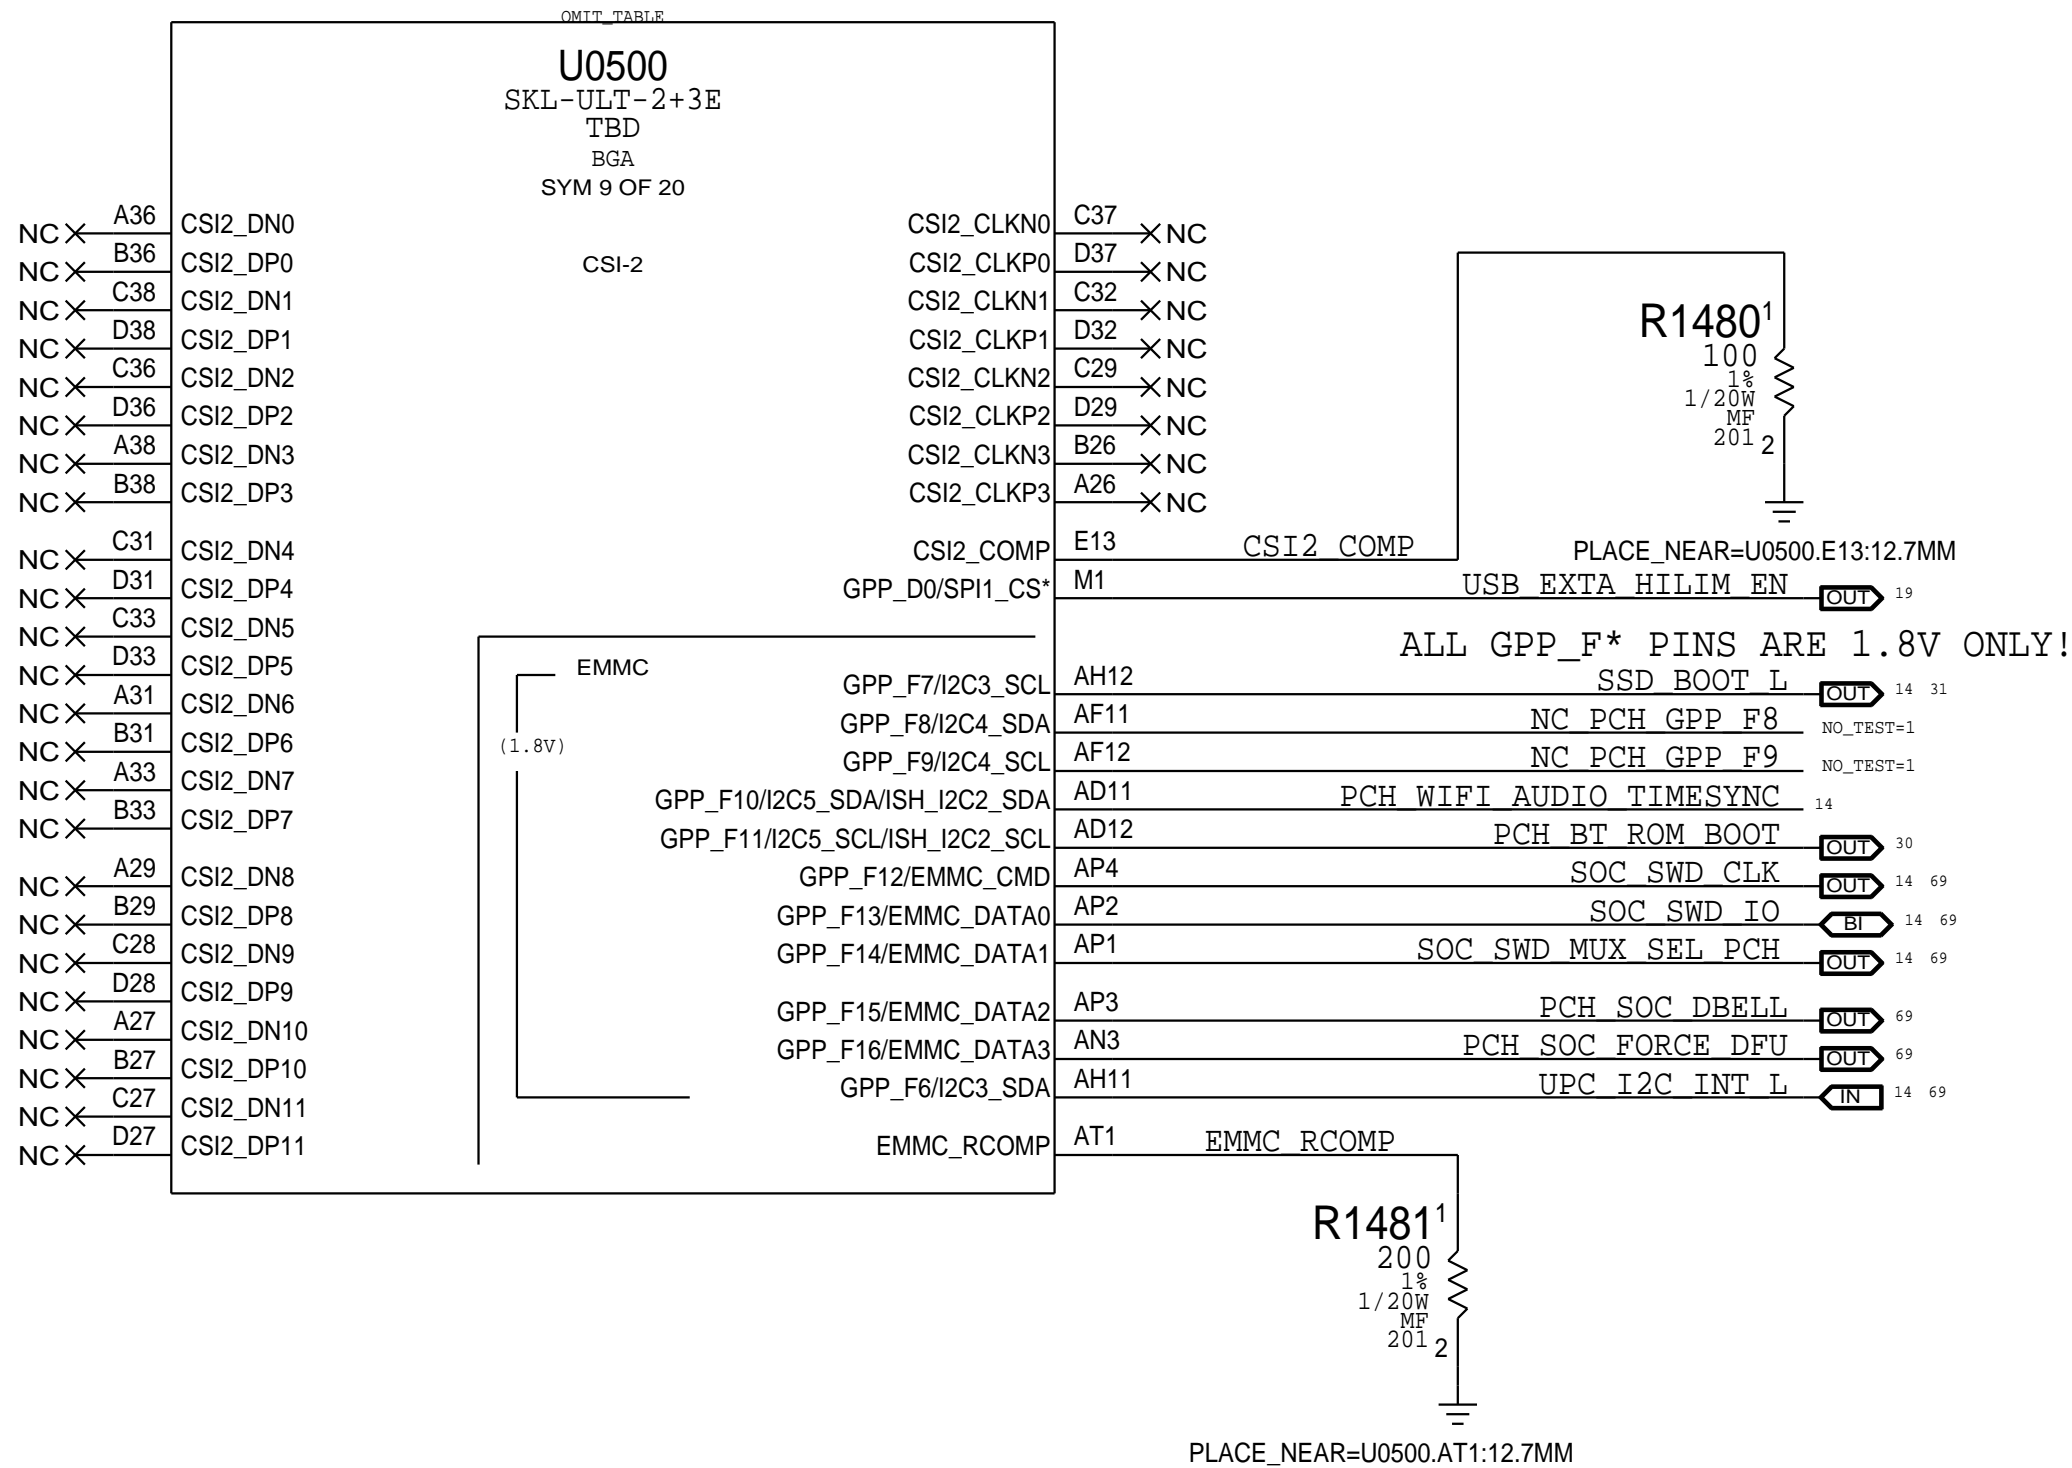 OMIT_TABLE
U0500
SKL-ULT-2+3E
TBD
BGA
SYM 9 OF 20
CSI-2
NC A36 CSI2_DN0
NC B36 CSI2_DP0
NC C38 CSI2_DN1
NC D38 CSI2_DP1
NC C36 CSI2_DN2
NC D36 CSI2_DP2
NC A38 CSI2_DN3
NC B38 CSI2_DP3
NC C31 CSI2_DN4
NC D31 CSI2_DP4
NC C33 CSI2_DN5
NC D33 CSI2_DP5
NC A31 CSI2_DN6
NC B31 CSI2_DP6
NC A33 CSI2_DN7
NC B33 CSI2_DP7
NC A29 CSI2_DN8
NC B29 CSI2_DP8
NC C28 CSI2_DN9
NC D28 CSI2_DP9
NC A27 CSI2_DN10
NC B27 CSI2_DP10
NC C27 CSI2_DN11
NC D27 CSI2_DP11
EMMC
(1.8V)
CSI2_CLKN0 C37 NC
CSI2_CLKP0 D37 NC
CSI2_CLKN1 C32 NC
CSI2_CLKP1 D32 NC
CSI2_CLKN2 C29 NC
CSI2_CLKP2 D29 NC
CSI2_CLKN3 B26 NC
CSI2_CLKP3 A26 NC
CSI2_COMP E13 CSI2_COMP
R1480 1
100
1%
1/20W
MF
201 2
PLACE_NEAR=U0500.E13:12.7MM
GPP_D0/SPI1_CS* M1 USB_EXTA_HILIM_EN OUT 19
ALL GPP_F* PINS ARE 1.8V ONLY!
GPP_F7/I2C3_SCL AH12 SSD_BOOT_L OUT 14 31
GPP_F8/I2C4_SDA AF11 NC_PCH_GPP_F8 NO_TEST=1
GPP_F9/I2C4_SCL AF12 NC_PCH_GPP_F9 NO_TEST=1
GPP_F10/I2C5_SDA/ISH_I2C2_SDA AD11 PCH_WIFI_AUDIO_TIMESYNC 14
GPP_F11/I2C5_SCL/ISH_I2C2_SCL AD12 PCH_BT_ROM_BOOT OUT 30
GPP_F12/EMMC_CMD AP4 SOC_SWD_CLK OUT 14 69
GPP_F13/EMMC_DATA0 AP2 SOC_SWD_IO BI 14 69
GPP_F14/EMMC_DATA1 AP1 SOC_SWD_MUX_SEL_PCH OUT 14 69
GPP_F15/EMMC_DATA2 AP3 PCH_SOC_DBELL OUT 69
GPP_F16/EMMC_DATA3 AN3 PCH_SOC_FORCE_DFU OUT 69
GPP_F6/I2C3_SDA AH11 UPC_I2C_INT_L IN 14 69
EMMC_RCOMP AT1 EMMC_RCOMP
R1481 1
200
1%
1/20W
MF
201 2
PLACE_NEAR=U0500.AT1:12.7MM